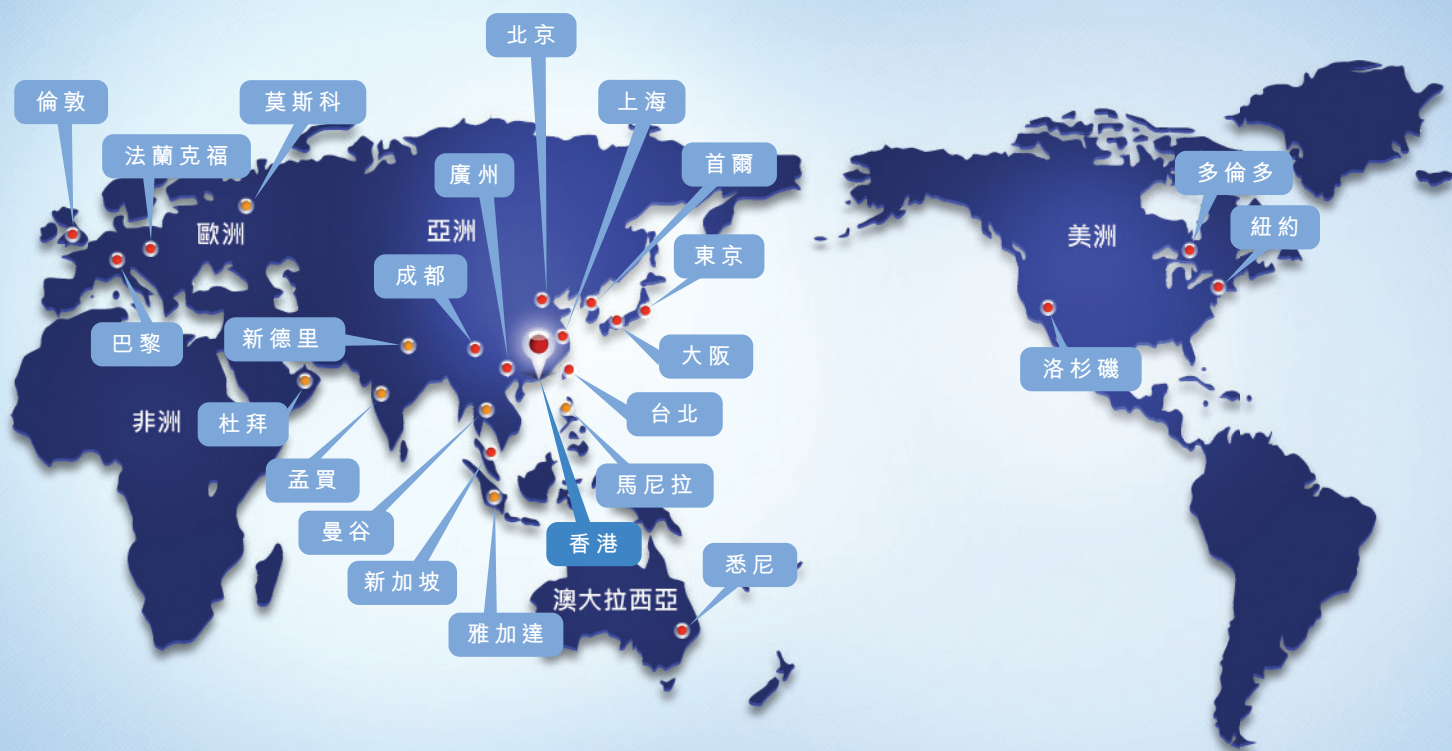 北京
倫敦
莫斯科
上海
法蘭克福
首爾
廣州
多倫多
歐洲
亞洲
美洲
紐約
東京
成都
巴黎
新德里
大阪
洛杉磯
非洲
杜拜
台北
孟買
馬尼拉
曼谷
香港
新加坡
悉尼
澳大拉西亞
雅加達